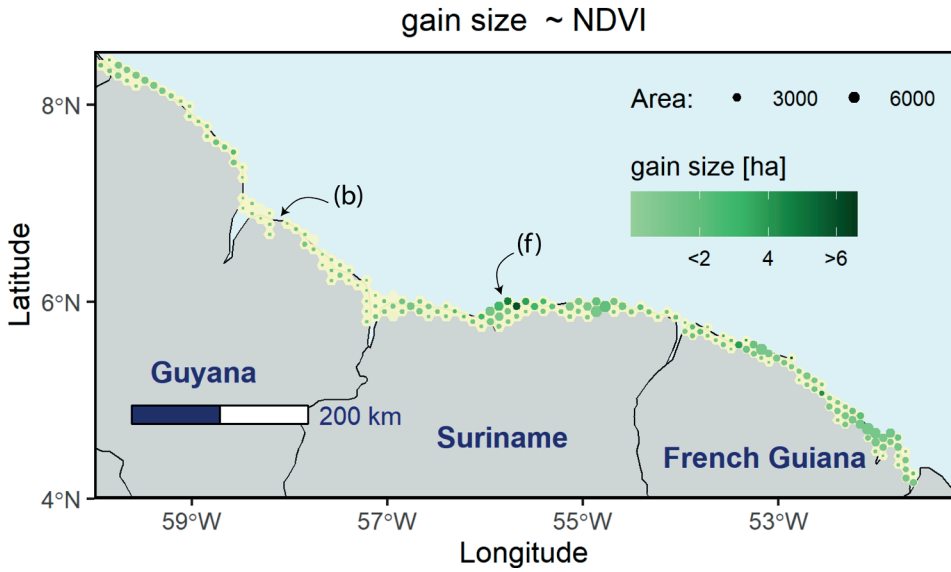 gain size ~ NDVI
Area: 3000 6000
gain size [ha]
<2 4 >6
(b)
(f)
8°N
6°N
4°N
Latitude
Guyana
200 km
Suriname
French Guiana
59°W 57°W 55°W 53°W
Longitude